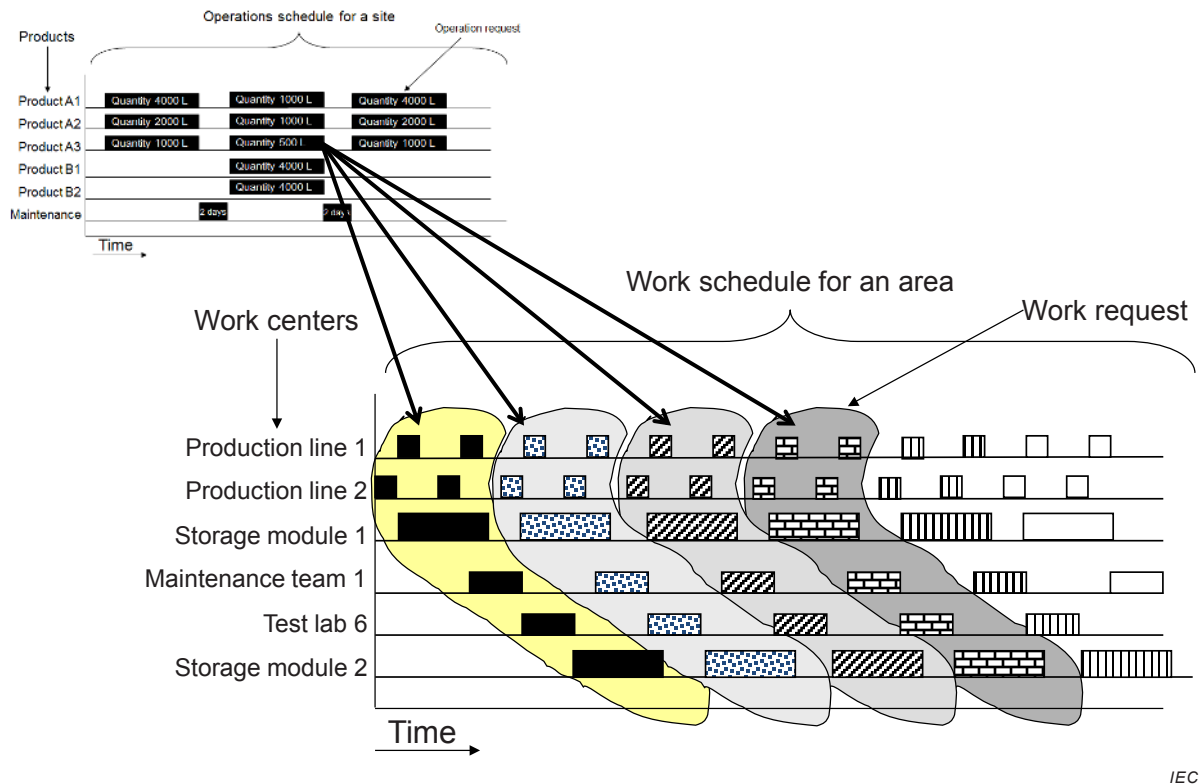 Operations schedule for a site
Products
Operation request
Product A1
Quantity 4000 L
Quantity 1000 L
Quantity 4000 L
Product A2
Quantity 2000 L
Quantity 1000 L
Quantity 2000 L
Product A3
Quantity 1000 L
Quantity 500 L
Quantity 1000 L
Product B1
Quantity 4000 L
Product B2
Quantity 4000 L
Maintenance
2 days
2 days
Time
Work schedule for an area
Work centers
Work request
Production line 1
Production line 2
Storage module 1
Maintenance team 1
Test lab 6
Storage module 2
Time
IEC